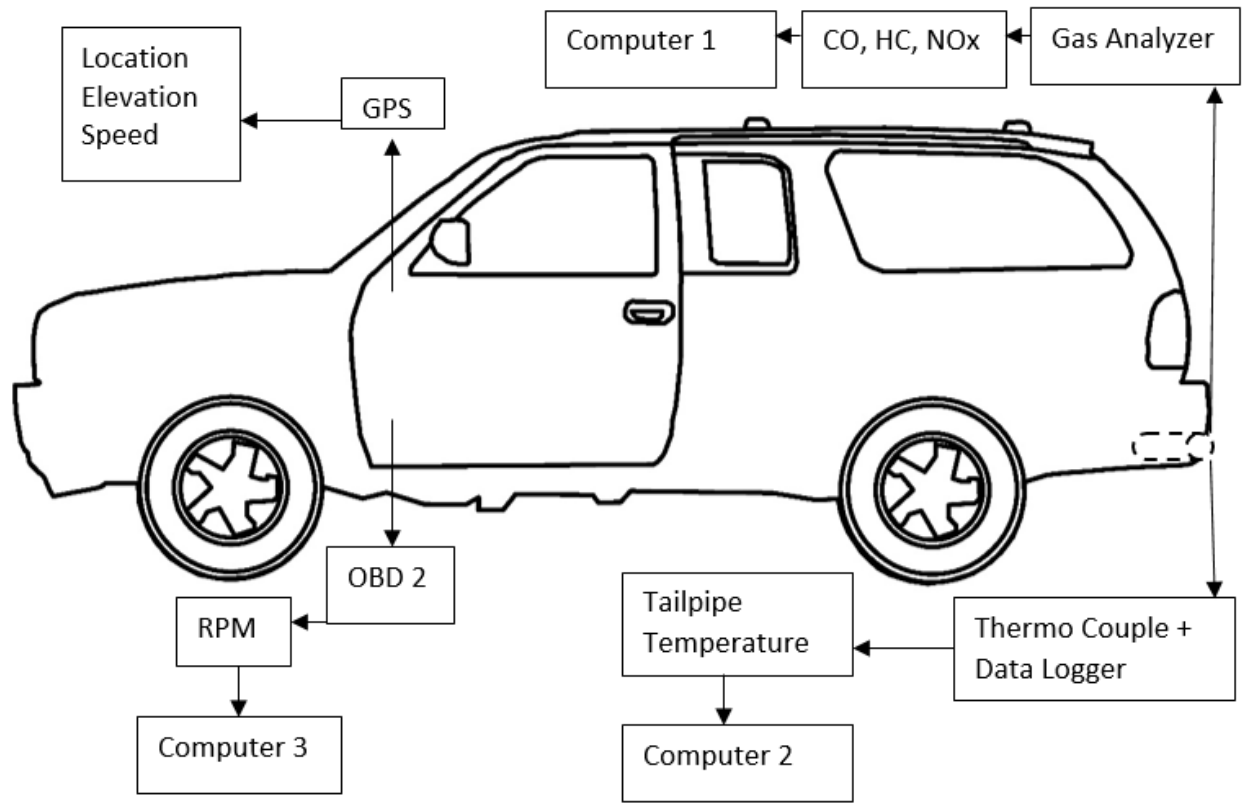 Location
Elevation
Speed
GPS
Computer 1
CO, HC, NOx
Gas Analyzer
OBD 2
RPM
Computer 3
Tailpipe
Temperature
Thermo Couple +
Data Logger
Computer 2